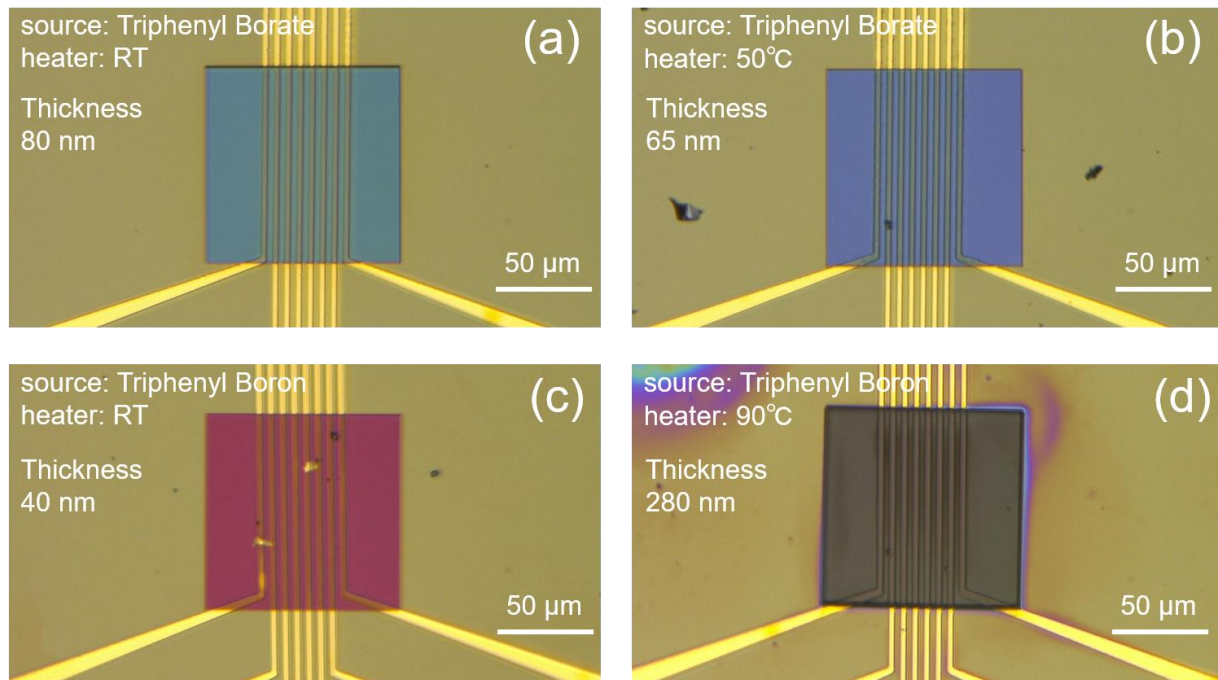 source: Triphenyl Borate
heater: RT
(a)
Thickness
80 nm
50 μm
source: Triphenyl Borate
heater: 50℃
(b)
Thickness
65 nm
50 μm
source: Triphenyl Boron
heater: RT
(c)
Thickness
40 nm
50 μm
source: Triphenyl Boron
heater: 90℃
(d)
Thickness
280 nm
50 μm